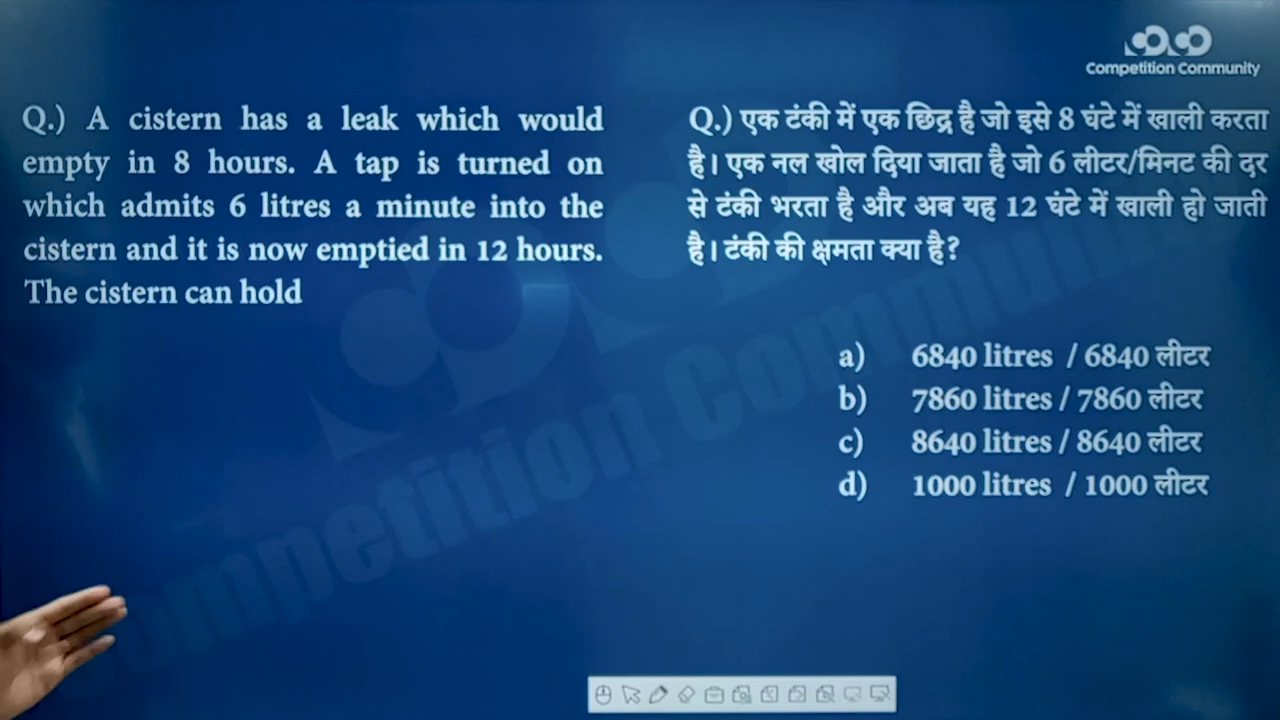 Competition Community
Q.) A cistern has a leak which would
empty in 8 hours. A tap is turned on
which admits 6 litres a minute into the
cistern and it is now emptied in 12 hours.
The cistern can hold
Q.) एक टंकी में एक छिद्र है जो इसे 8 घंटे में खाली करता
है। एक नल खोल दिया जाता है जो 6 लीटर/मिनट की दर
से टंकी भरता है और अब यह 12 घंटे में खाली हो जाती
है। टंकी की क्षमता क्या है?
a) 6840 litres / 6840 लीटर
b) 7860 litres / 7860 लीटर
c) 8640 litres / 8640 लीटर
d) 1000 litres / 1000 लीटर
Competition Community